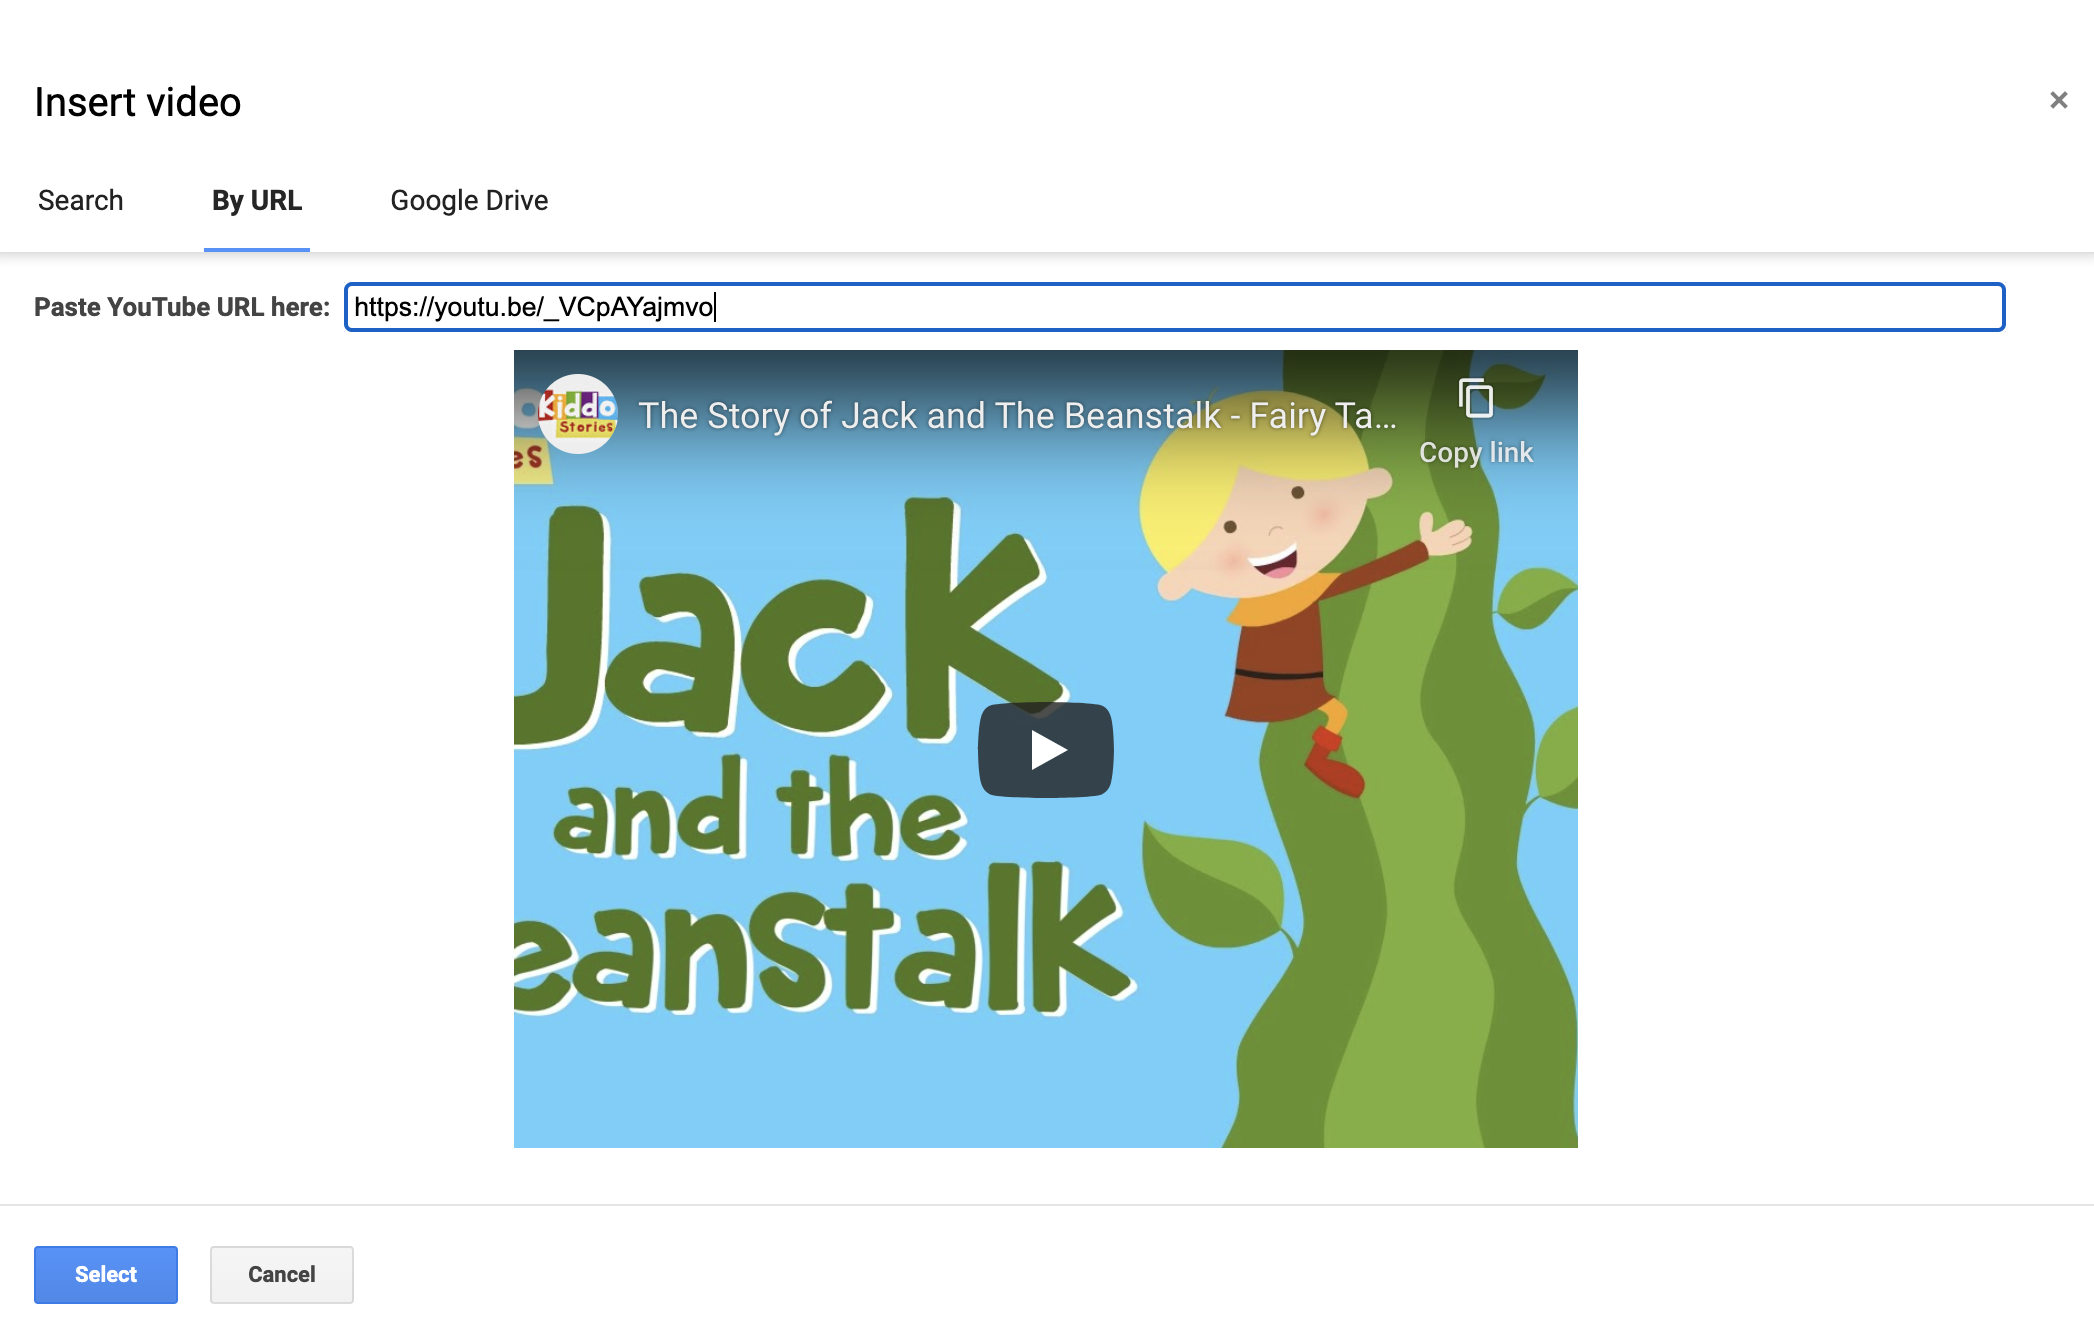 Insert video
×
Search By URL Google Drive
Paste YouTube URL here: https://youtu.be/_VCpAYajmvo
Kiddo
Stories
The Story of Jack and The Beanstalk - Fairy Ta...
Copy link
es
Jack
and the
eanstalk
Select Cancel